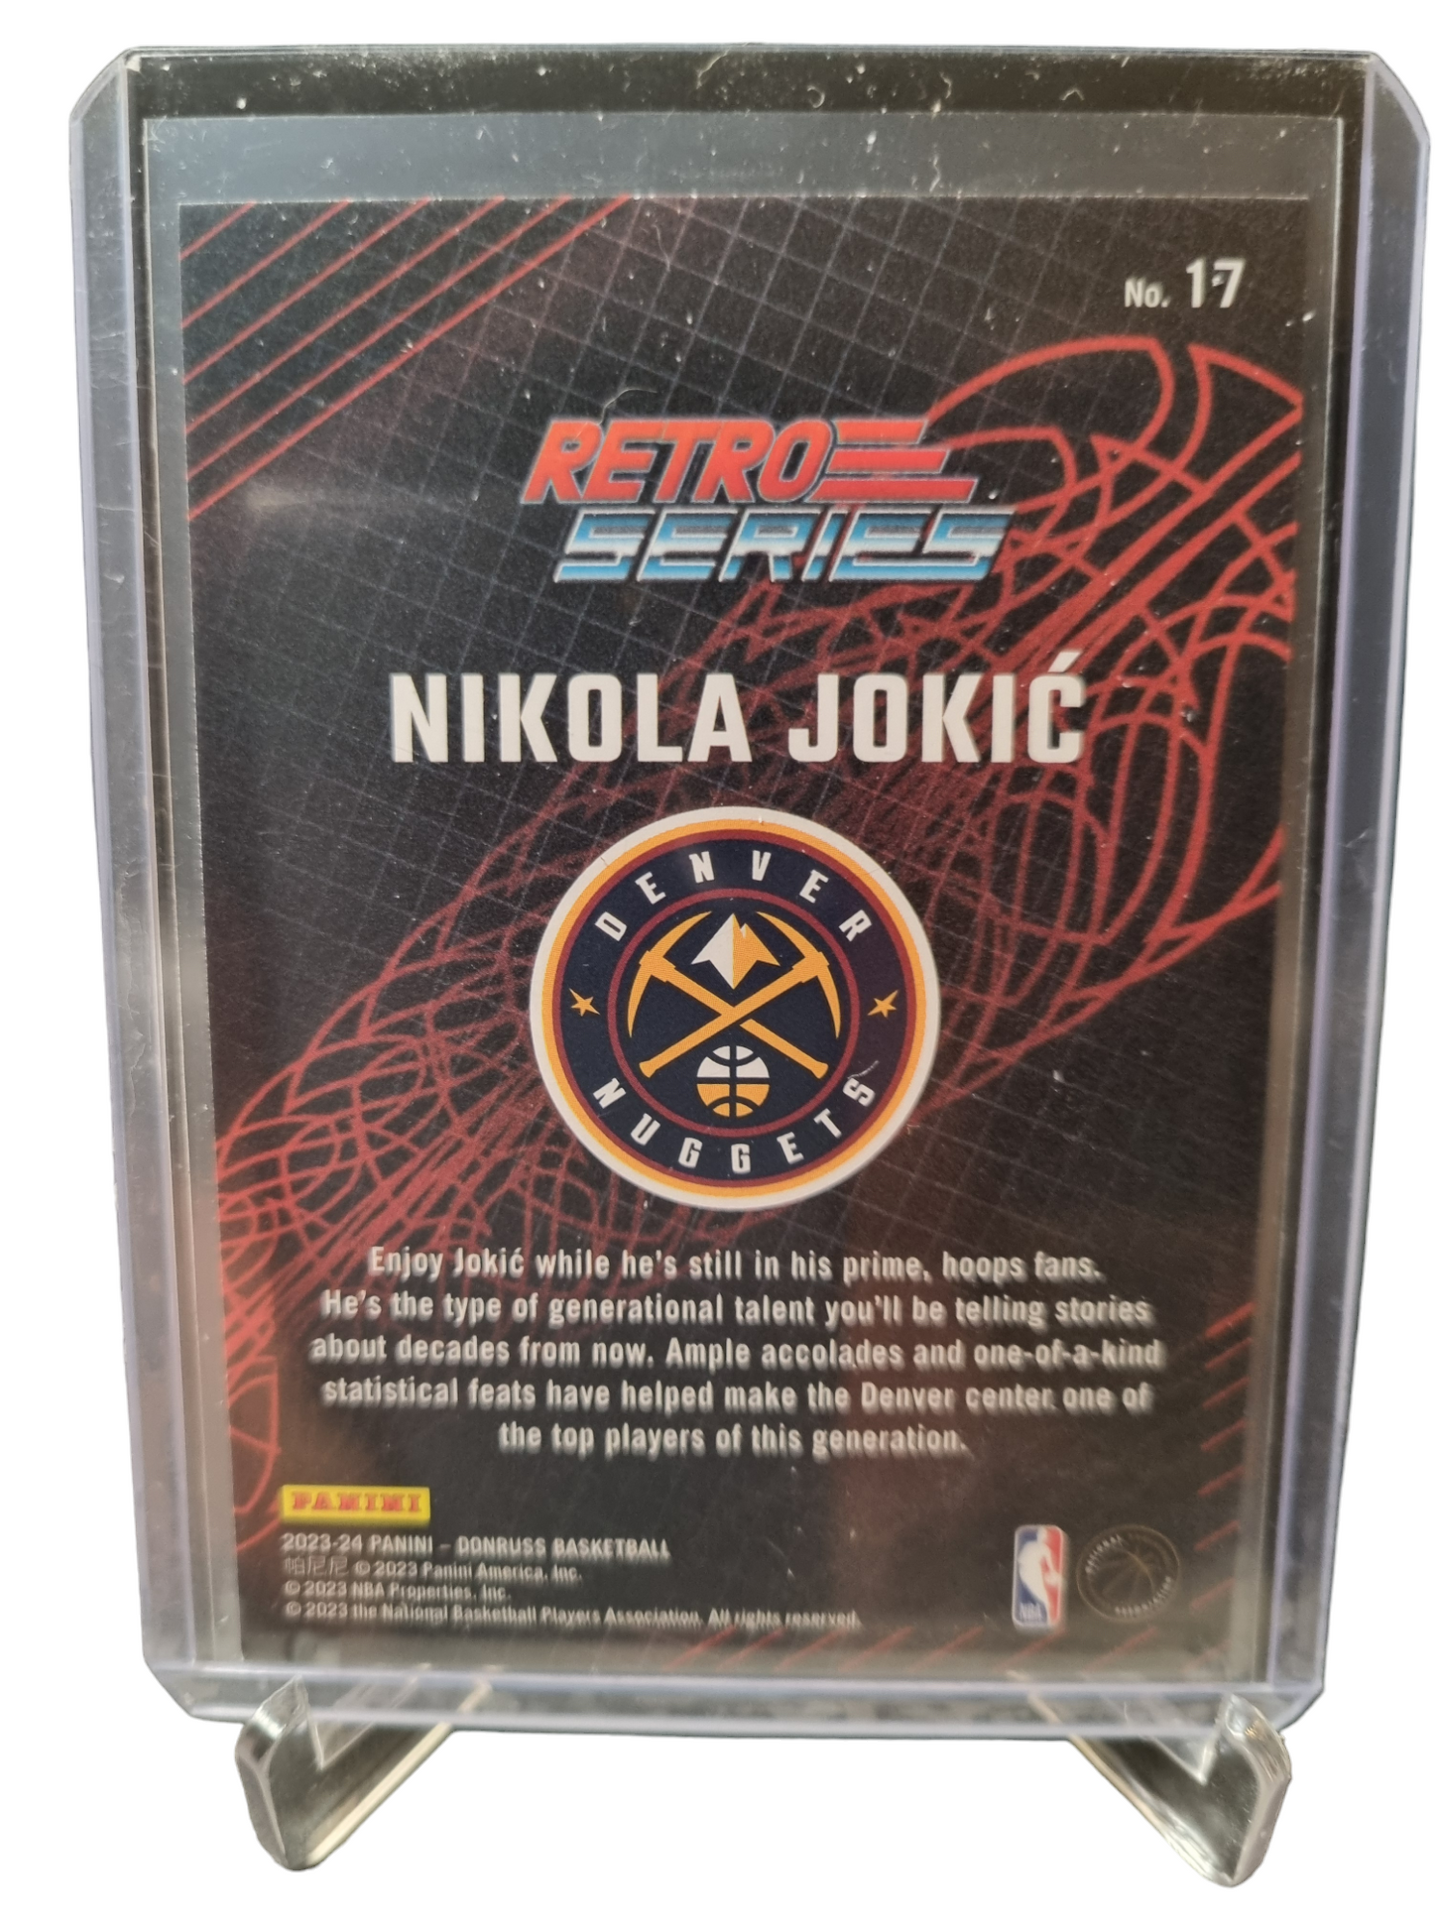 No. 17
RETRO
SERIES
NIKOLA JOKIĆ
DENVER
NUGGETS
Enjoy Jokić while he's still in his prime, hoops fans.
He's the type of generational talent you'll be telling stories
about decades from now. Ample accolades and one-of-a-kind
statistical feats have helped make the Denver center one of
the top players of this generation.
PANINI
2023-24 PANINI – DONRUSS BASKETBALL
帕尼尼 © 2023 Panini America, Inc.
© 2023 NBA Properties, Inc.
© 2023 the National Basketball Players Association. All rights reserved.
NBA